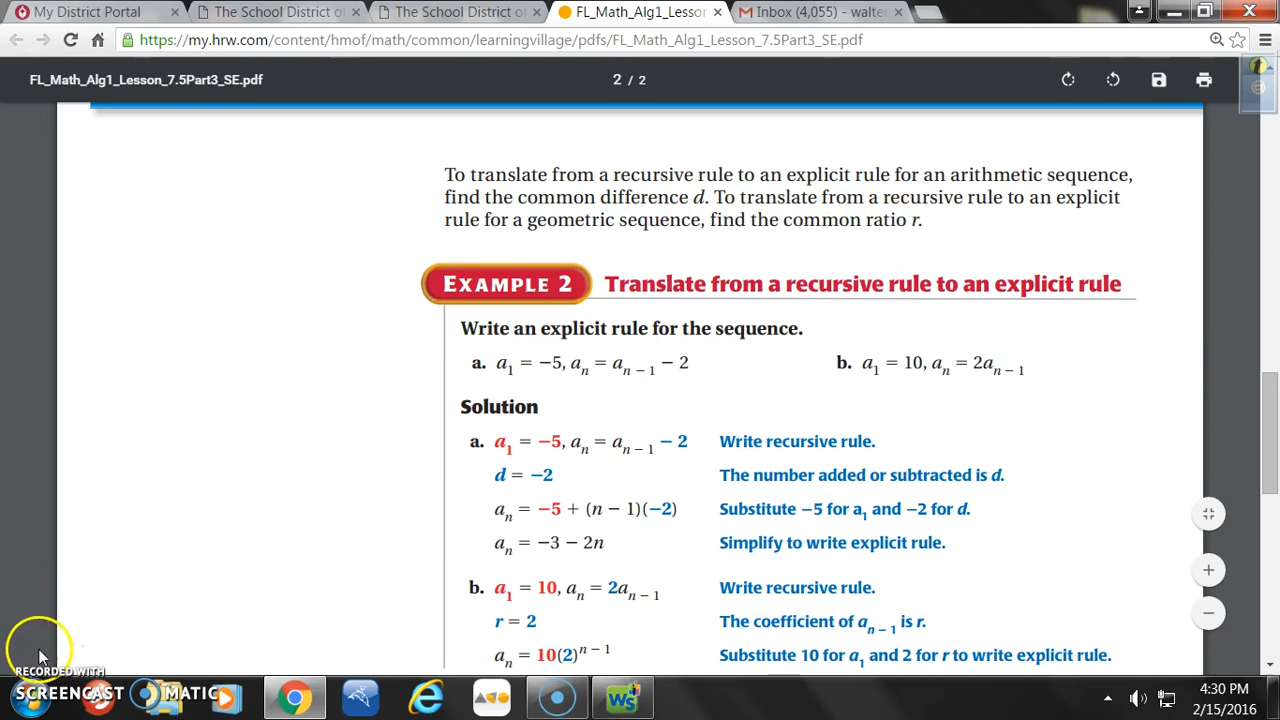 My District Portal
The School District of
The School District of
FL_Math_Alg1_Lesson
Inbox (4,055) - walter
https://my.hrw.com/content/hmof/math/common/learningvillage/pdfs/FL_Math_Alg1_Lesson_7.5Part3_SE.pdf
FL_Math_Alg1_Lesson_7.5Part3_SE.pdf
2 / 2
To translate from a recursive rule to an explicit rule for an arithmetic sequence,
find the common difference d. To translate from a recursive rule to an explicit
rule for a geometric sequence, find the common ratio r.
EXAMPLE 2 Translate from a recursive rule to an explicit rule
Write an explicit rule for the sequence.
a. a₁ = −5, aₙ = aₙ ₋ ₁ − 2
b. a₁ = 10, aₙ = 2aₙ ₋ ₁
Solution
a. a₁ = −5, aₙ = aₙ ₋ ₁ − 2 Write recursive rule.
d = −2 The number added or subtracted is d.
aₙ = −5 + (n − 1)(−2) Substitute −5 for a₁ and −2 for d.
aₙ = −3 − 2n Simplify to write explicit rule.
b. a₁ = 10, aₙ = 2aₙ ₋ ₁ Write recursive rule.
r = 2 The coefficient of aₙ ₋ ₁ is r.
aₙ = 10(2)ⁿ ⁻ ¹ Substitute 10 for a₁ and 2 for r to write explicit rule.
RECORDED WITH
SCREENCAST MATIC
WS
4:30 PM
2/15/2016